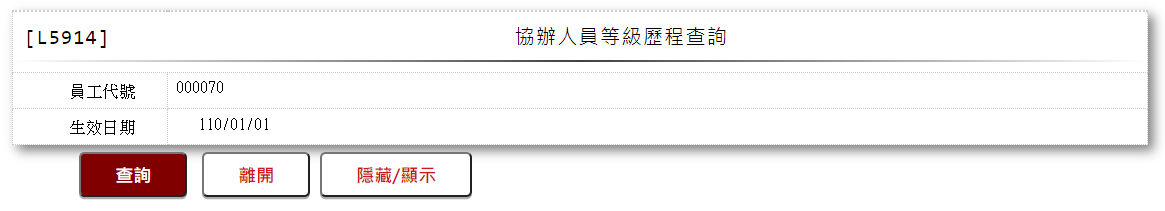 [L5914] 協辦人員等級歷程查詢
員工代號 000070
生效日期 110/01/01
查詢 離開 隱藏/顯示